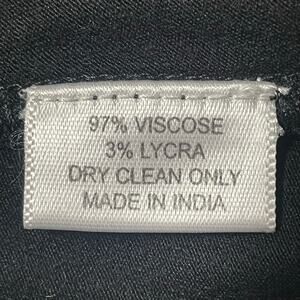 97% VISCOSE
3% LYCRA
DRY CLEAN ONLY
MADE IN INDIA